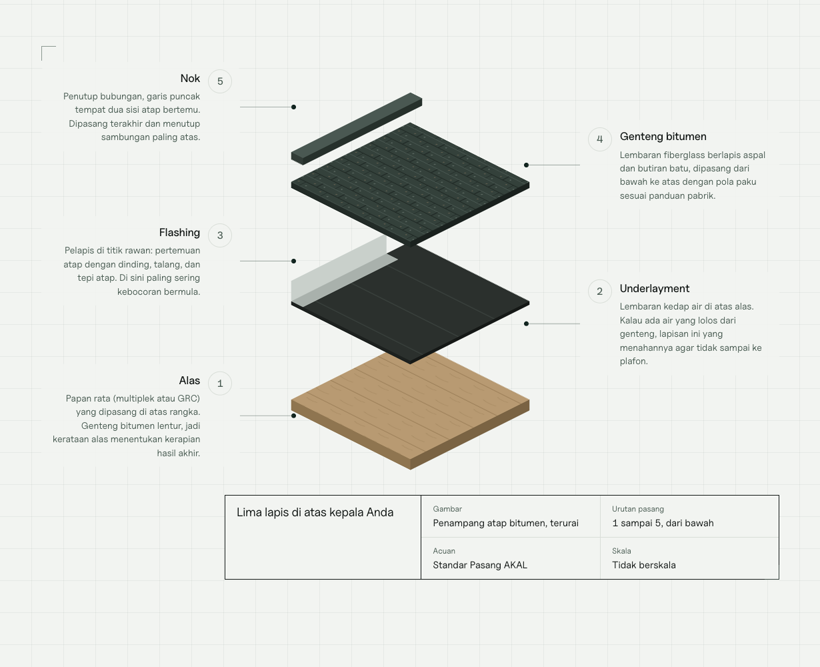 Nok
5
Penutup bubungan, garis puncak
tempat dua sisi atap bertemu.
Dipasang terakhir dan menutup
sambungan paling atas.
4
Genteng bitumen
Lembaran fiberglass berlapis aspal
dan butiran batu, dipasang dari
bawah ke atas dengan pola paku
sesuai panduan pabrik.
Flashing
3
Pelapis di titik rawan: pertemuan
atap dengan dinding, talang, dan
tepi atap. Di sini paling sering
kebocoran bermula.
2
Underlayment
Lembaran kedap air di atas alas.
Kalau ada air yang lolos dari
genteng, lapisan ini yang
menahannya agar tidak sampai ke
plafon.
Alas
1
Papan rata (multiplek atau GRC)
yang dipasang di atas rangka.
Genteng bitumen lentur, jadi
kerataan alas menentukan kerapian
hasil akhir.
Lima lapis di atas kepala Anda
Gambar
Penampang atap bitumen, terurai
Urutan pasang
1 sampai 5, dari bawah
Acuan
Standar Pasang AKAL
Skala
Tidak berskala